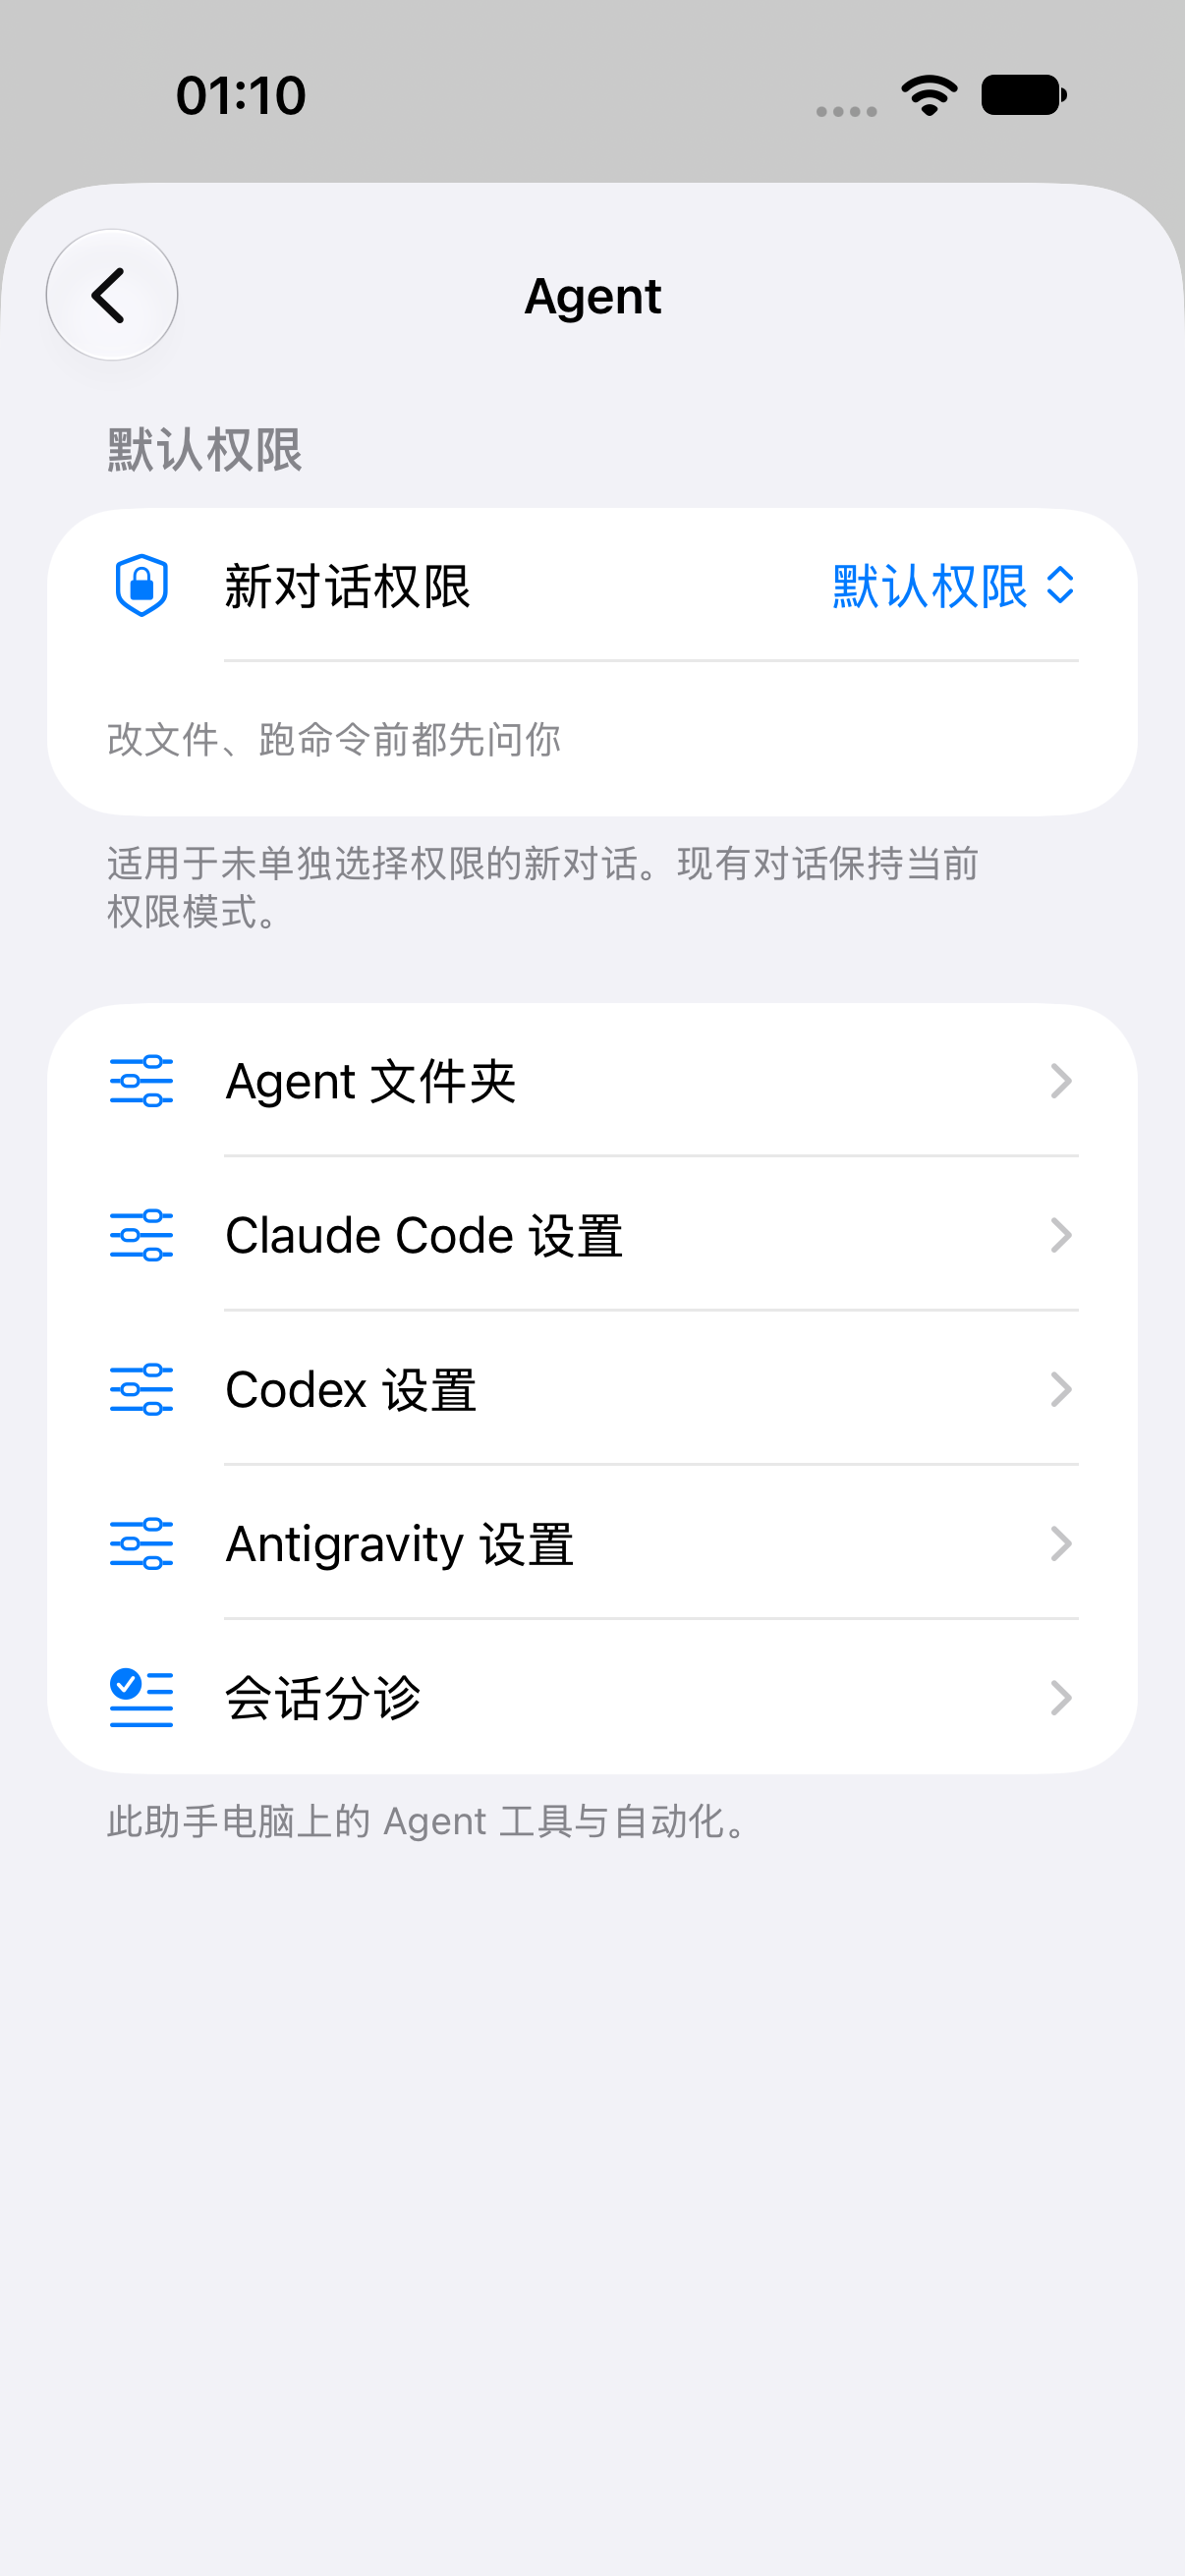 01:10
Agent
默认权限
新对话权限
默认权限
改文件、跑命令前都先问你
适用于未单独选择权限的新对话。现有对话保持当前
权限模式。
Agent 文件夹
Claude Code 设置
Codex 设置
Antigravity 设置
会话分诊
此助手电脑上的 Agent 工具与自动化。